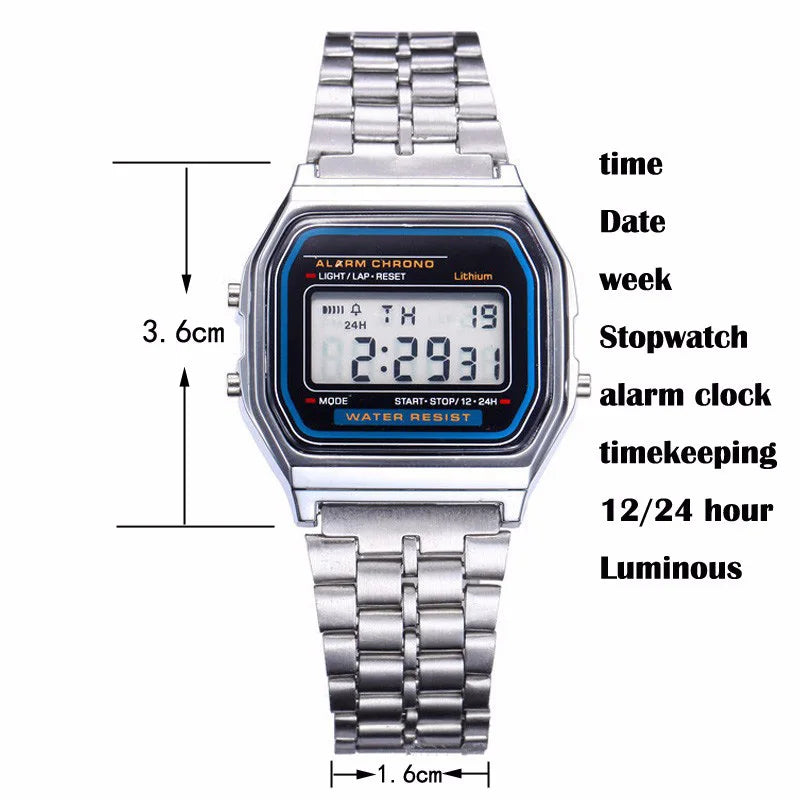 time
Date
week
Stopwatch
alarm clock
timekeeping
12/24 hour
Luminous
3.6cm
ALARM CHRONO
LIGHT/LAP•RESET Lithium
TH 19
24H
2:29 31
MODE START•STOP/12•24H
WATER RESIST
1.6cm